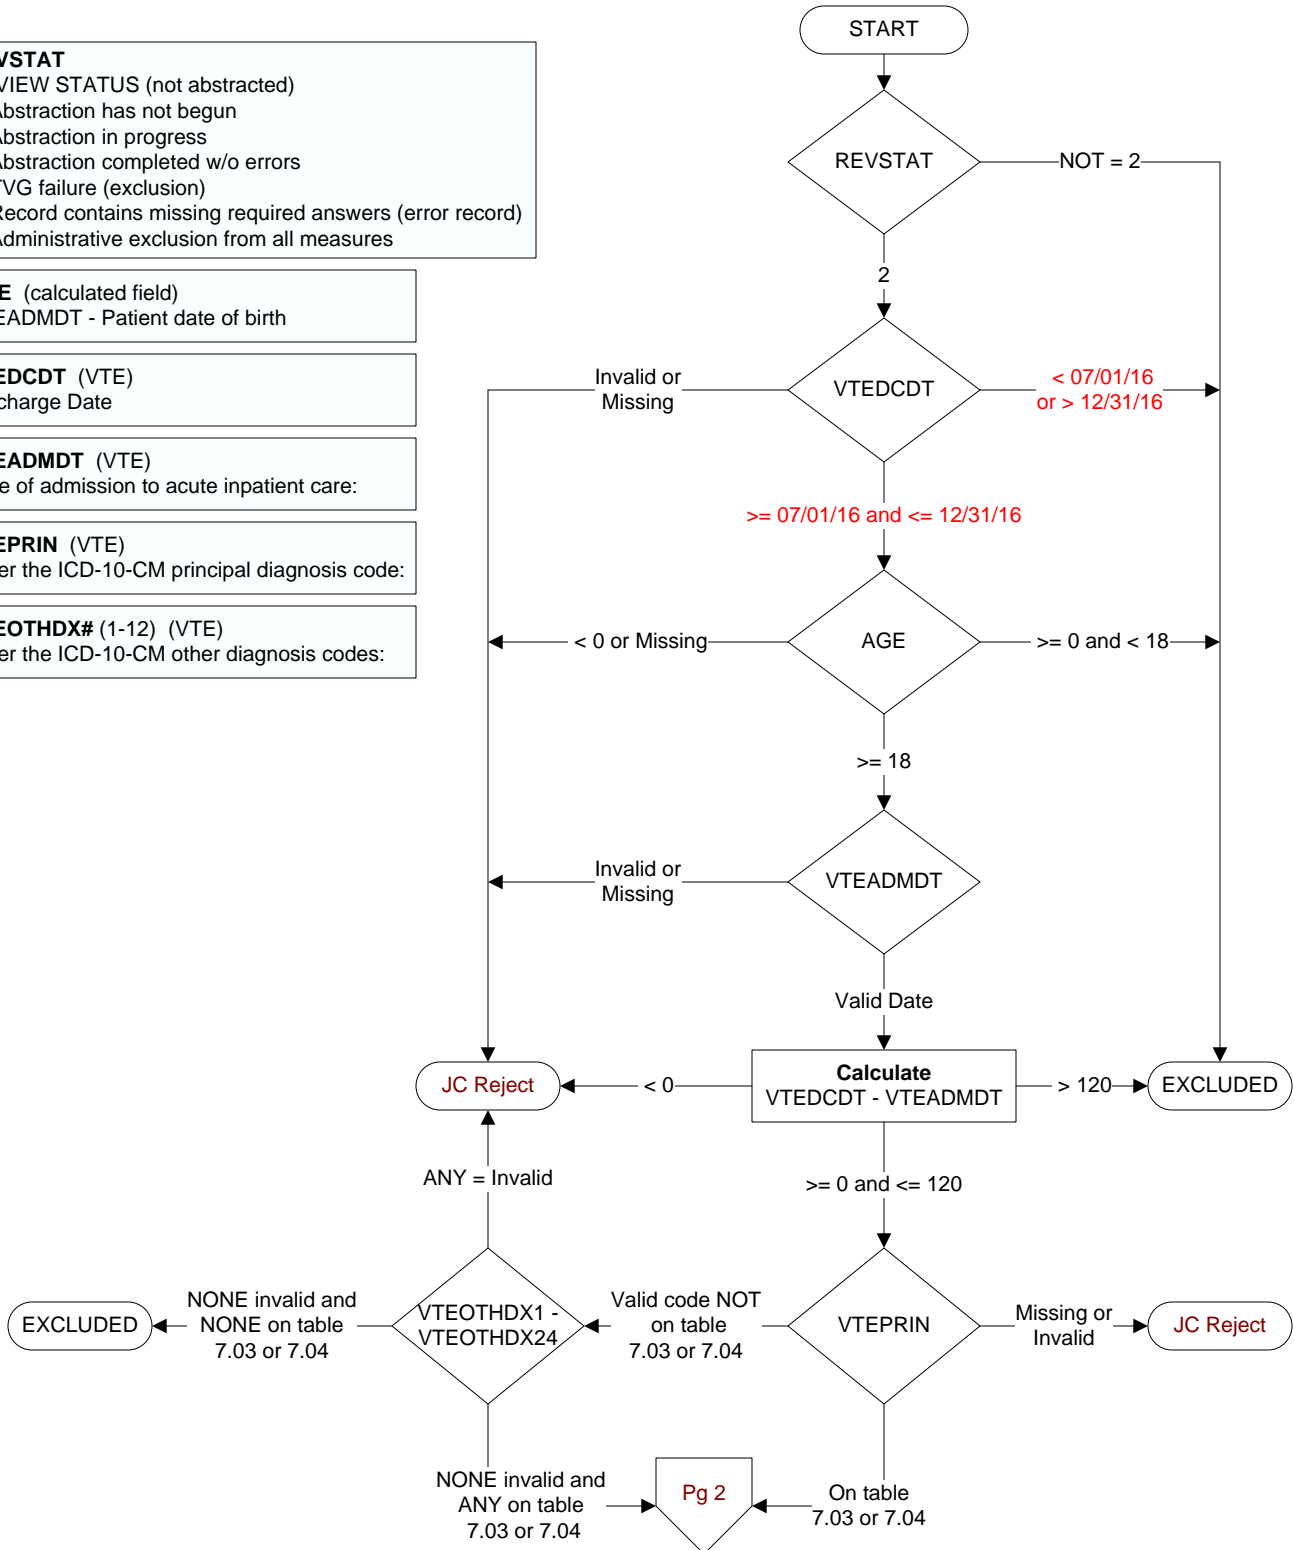 START
VSTAT
VIEW STATUS (not abstracted)
Abstraction has not begun
Abstraction in progress
Abstraction completed w/o errors
TVG failure (exclusion)
Record contains missing required answers (error record)
Administrative exclusion from all measures
REVSTAT
NOT = 2
2
E (calculated field)
EADMDT - Patient date of birth
EDCDT (VTE)
charge Date
Invalid or
Missing
VTEDCDT
< 07/01/16
or > 12/31/16
EADMDT (VTE)
e of admission to acute inpatient care:
>= 07/01/16 and <= 12/31/16
EPRIN (VTE)
er the ICD-10-CM principal diagnosis code:
EOTHDX# (1-12) (VTE)
er the ICD-10-CM other diagnosis codes:
< 0 or Missing
AGE
>= 0 and < 18
>= 18
Invalid or
Missing
VTEADMDT
Valid Date
JC Reject
< 0
Calculate
VTEDCDT - VTEADMDT
> 120
EXCLUDED
ANY = Invalid
>= 0 and <= 120
EXCLUDED
NONE invalid and
NONE on table
7.03 or 7.04
VTEOTHDX1 -
VTEOTHDX24
Valid code NOT
on table
7.03 or 7.04
VTEPRIN
Missing or
Invalid
JC Reject
NONE invalid and
ANY on table
7.03 or 7.04
Pg 2
On table
7.03 or 7.04